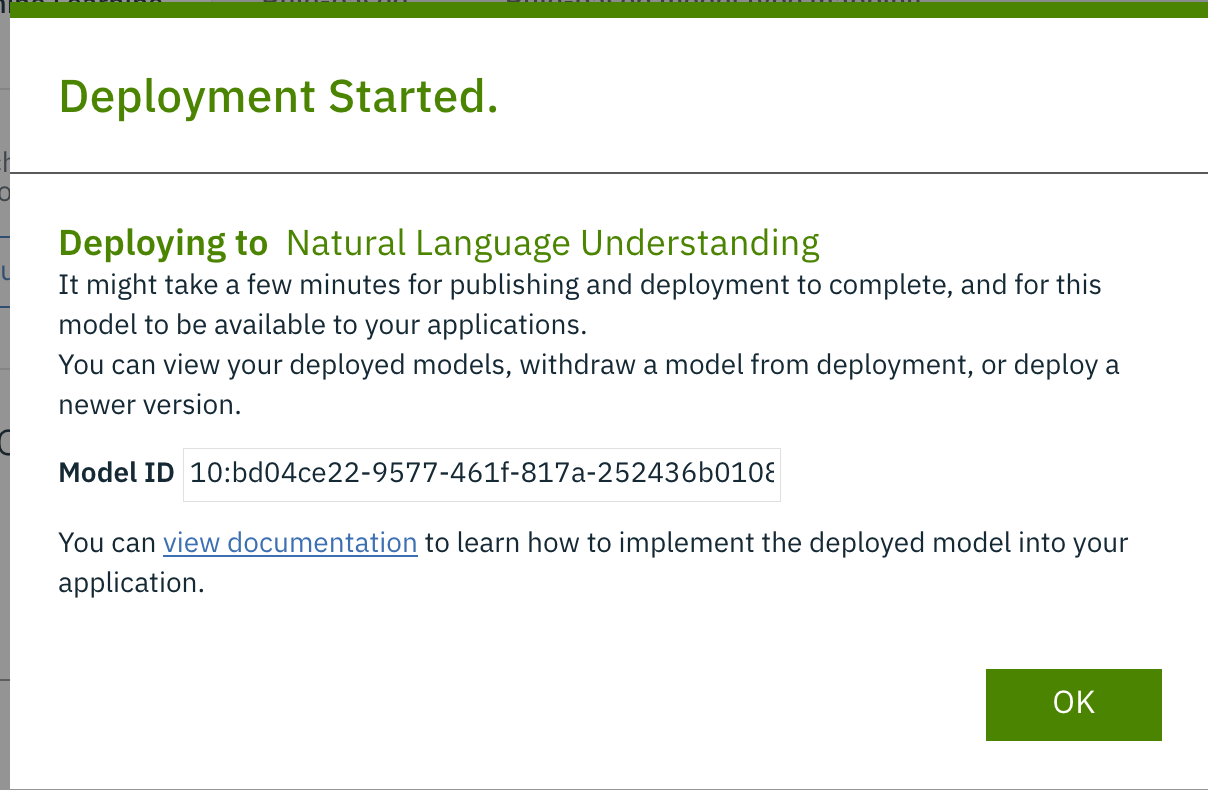 Deployment Started.
Deploying to Natural Language Understanding
It might take a few minutes for publishing and deployment to complete, and for this
model to be available to your applications.
You can view your deployed models, withdraw a model from deployment, or deploy a
newer version.
Model ID 10:bd04ce22-9577-461f-817a-252436b0108
You can view documentation to learn how to implement the deployed model into your
application.
OK